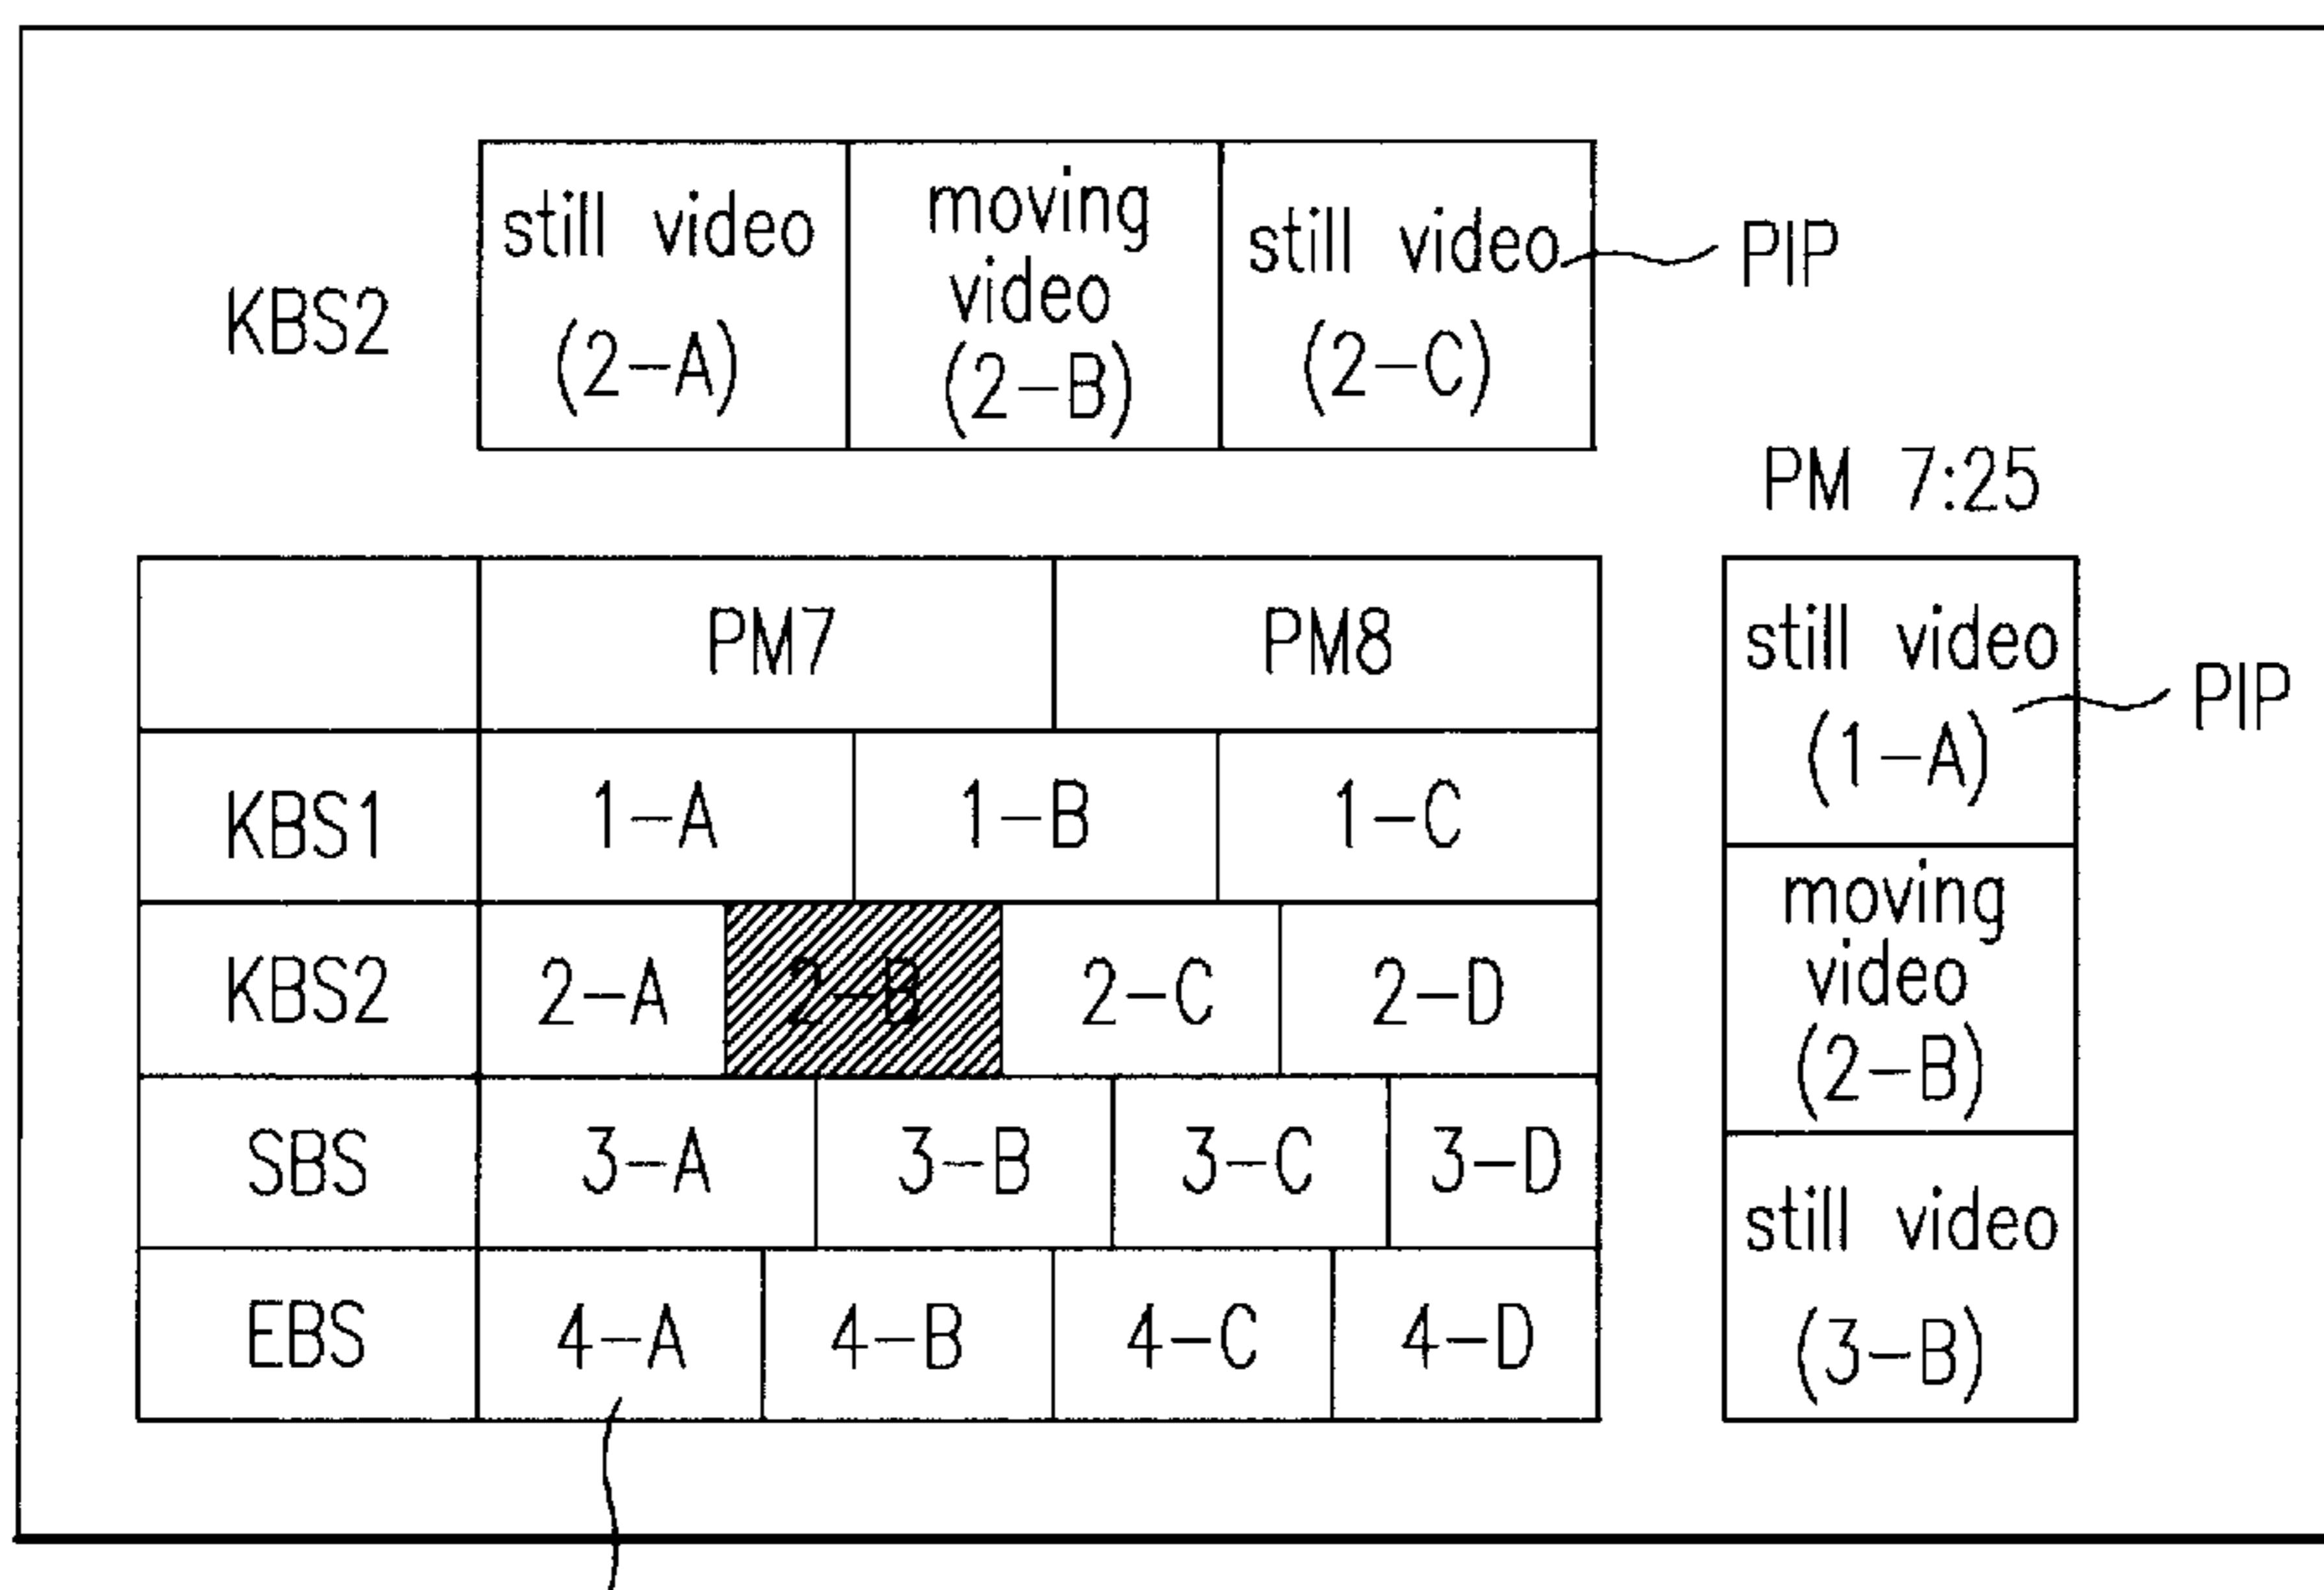 KBS2
still video
(2-A)
moving
video
(2-B)
still video
(2-C)
PIP
PM 7:25
PM7 PM8
KBS1 1-A 1-B 1-C
KBS2 2-A 2-B 2-C 2-D
SBS 3-A 3-B 3-C 3-D
EBS 4-A 4-B 4-C 4-D
still video
(1-A)
PIP
moving
video
(2-B)
still video
(3-B)